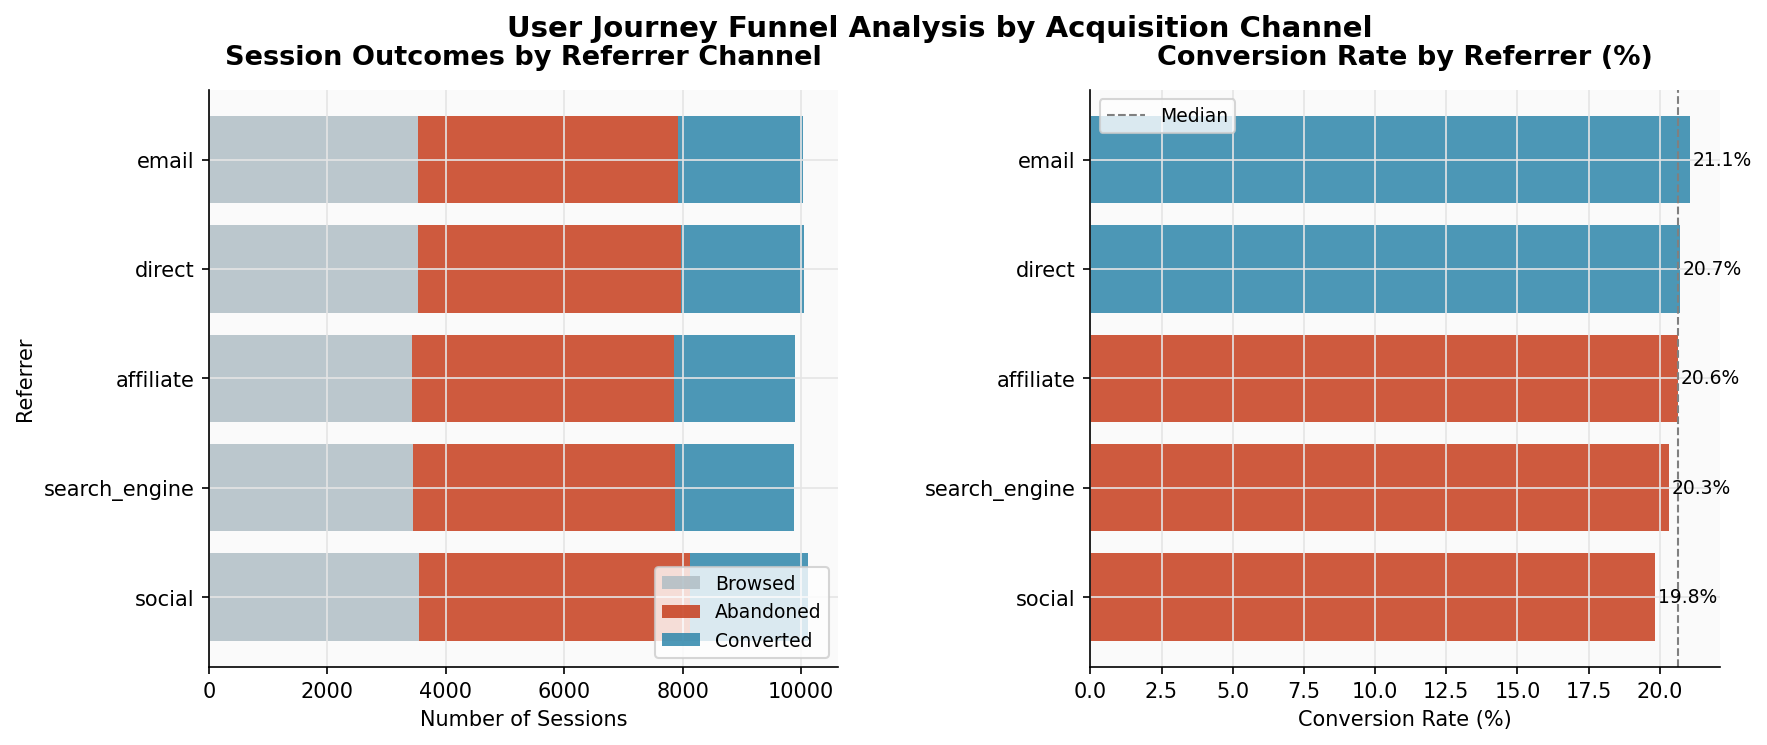 User Journey Funnel Analysis by Acquisition Channel
Session Outcomes by Referrer Channel
Referrer
email
direct
affiliate
search_engine
social
Browsed
Abandoned
Converted
0 2000 4000 6000 8000 10000
Number of Sessions
Conversion Rate by Referrer (%)
Median
email 21.1%
direct 20.7%
affiliate 20.6%
search_engine 20.3%
social 19.8%
0.0 2.5 5.0 7.5 10.0 12.5 15.0 17.5 20.0
Conversion Rate (%)